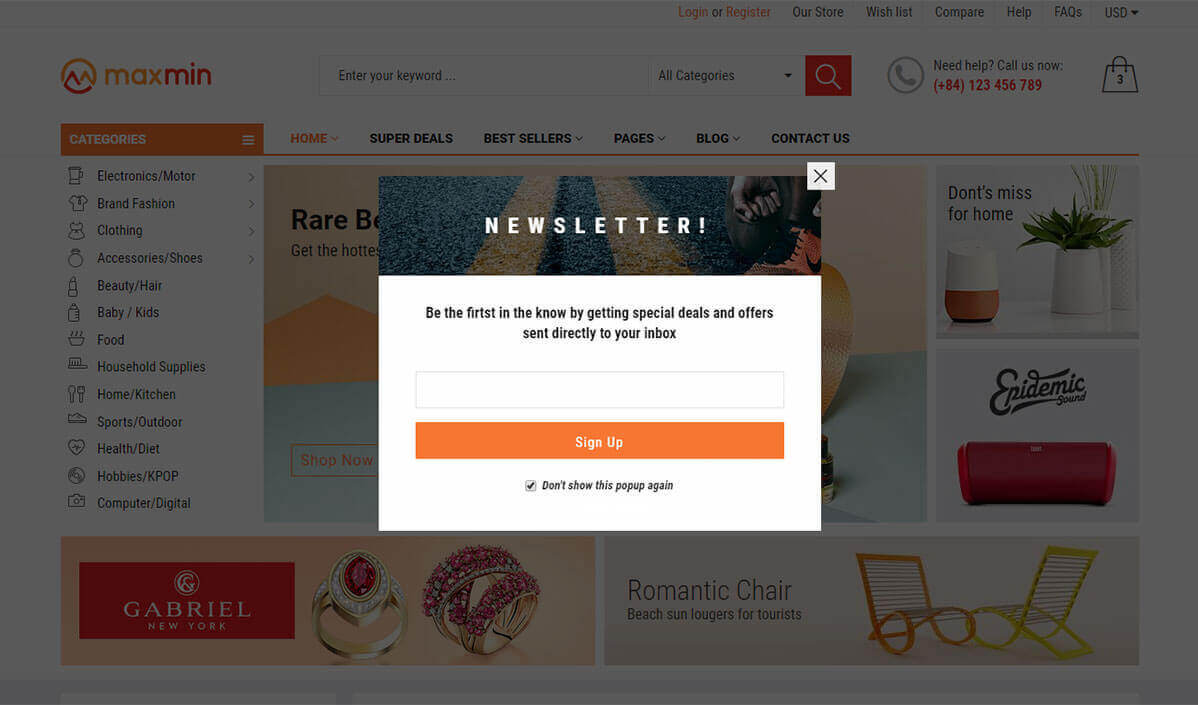 Login or Register Our Store Wish list Compare Help FAQs USD
maxmin
Enter your keyword ...
All Categories
Need help? Call us now:
(+84) 123 456 789
3
CATEGORIES
HOME SUPER DEALS BEST SELLERS PAGES BLOG CONTACT US
Electronics/Motor
Brand Fashion
Clothing
Accessories/Shoes
Beauty/Hair
Baby / Kids
Food
Household Supplies
Home/Kitchen
Sports/Outdoor
Health/Diet
Hobbies/KPOP
Computer/Digital
Rare Be
Get the hottes
Shop Now
NEWSLETTER!
Be the firtst in the know by getting special deals and offers
sent directly to your inbox
Sign Up
Don't show this popup again
Dont's miss
for home
Epidemic
Sound
GABRIEL
NEW YORK
Romantic Chair
Beach sun lougers for tourists